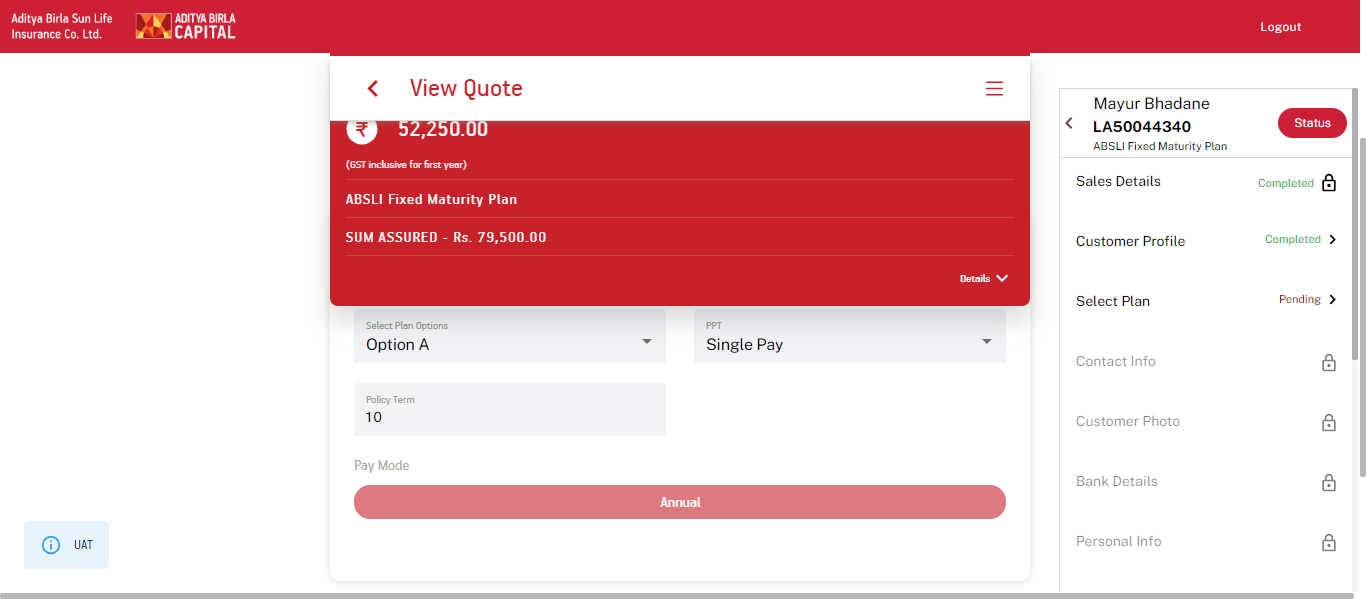 Aditya Birla Sun Life
Insurance Co. Ltd.
ADITYA BIRLA
CAPITAL
Logout
View Quote
₹ 52,250.00
(GST inclusive for first year)
ABSLI Fixed Maturity Plan
SUM ASSURED - Rs. 79,500.00
Details
Select Plan Options
Option A
PPT
Single Pay
Policy Term
10
Pay Mode
Annual
UAT
Mayur Bhadane
LA50044340
ABSLI Fixed Maturity Plan
Status
Sales Details Completed
Customer Profile Completed
Select Plan Pending
Contact Info
Customer Photo
Bank Details
Personal Info